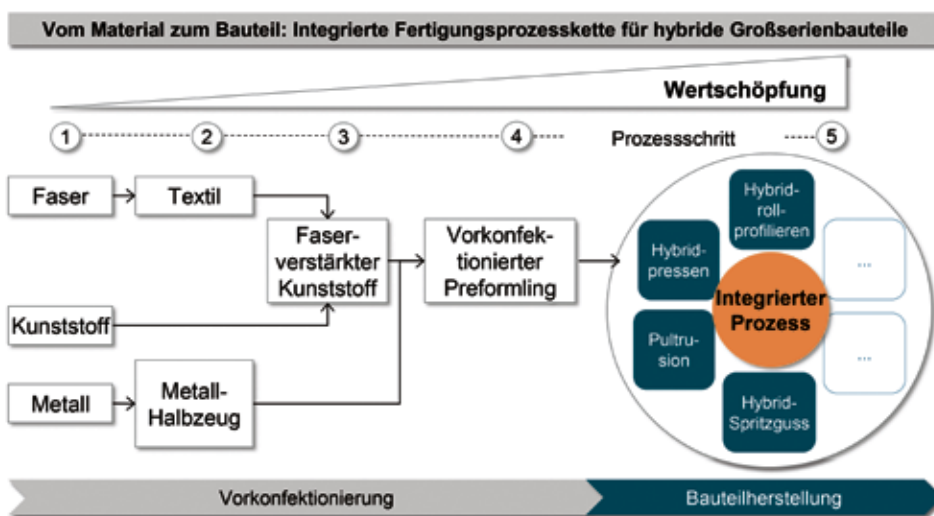 Vom Material zum Bauteil: Integrierte Fertigungsprozesskette für hybride Großserienbauteile
Wertschöpfung
1
2
3
4
Prozessschritt
5
Faser
Textil
Faser-
verstärkter
Kunststoff
Kunststoff
Metall
Metall-
Halbzeug
Vorkonfek-
tionierter
Preformling
Hybrid-
roll-
profilieren
Hybrid-
pressen
...
Integrierter
Prozess
Pultru-
sion
...
Hybrid-
Spritzguss
Vorkonfektionierung
Bauteilherstellung